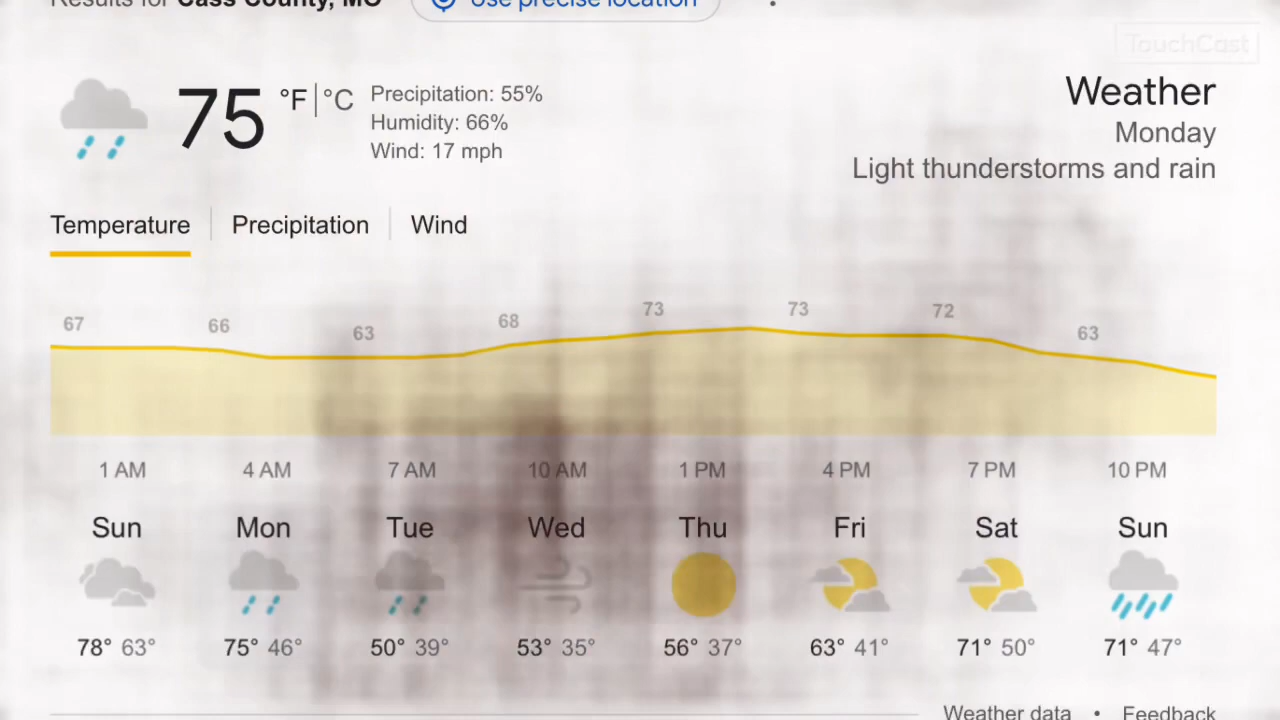 Results for Cass County, MO Use precise location
TouchCast
75 °F | °C
Precipitation: 55%
Humidity: 66%
Wind: 17 mph
Weather
Monday
Light thunderstorms and rain
Temperature Precipitation Wind
67 66 63 68 73 73 72 63
1 AM 4 AM 7 AM 10 AM 1 PM 4 PM 7 PM 10 PM
Sun Mon Tue Wed Thu Fri Sat Sun
78° 63° 75° 46° 50° 39° 53° 35° 56° 37° 63° 41° 71° 50° 71° 47°
Weather data • Feedback